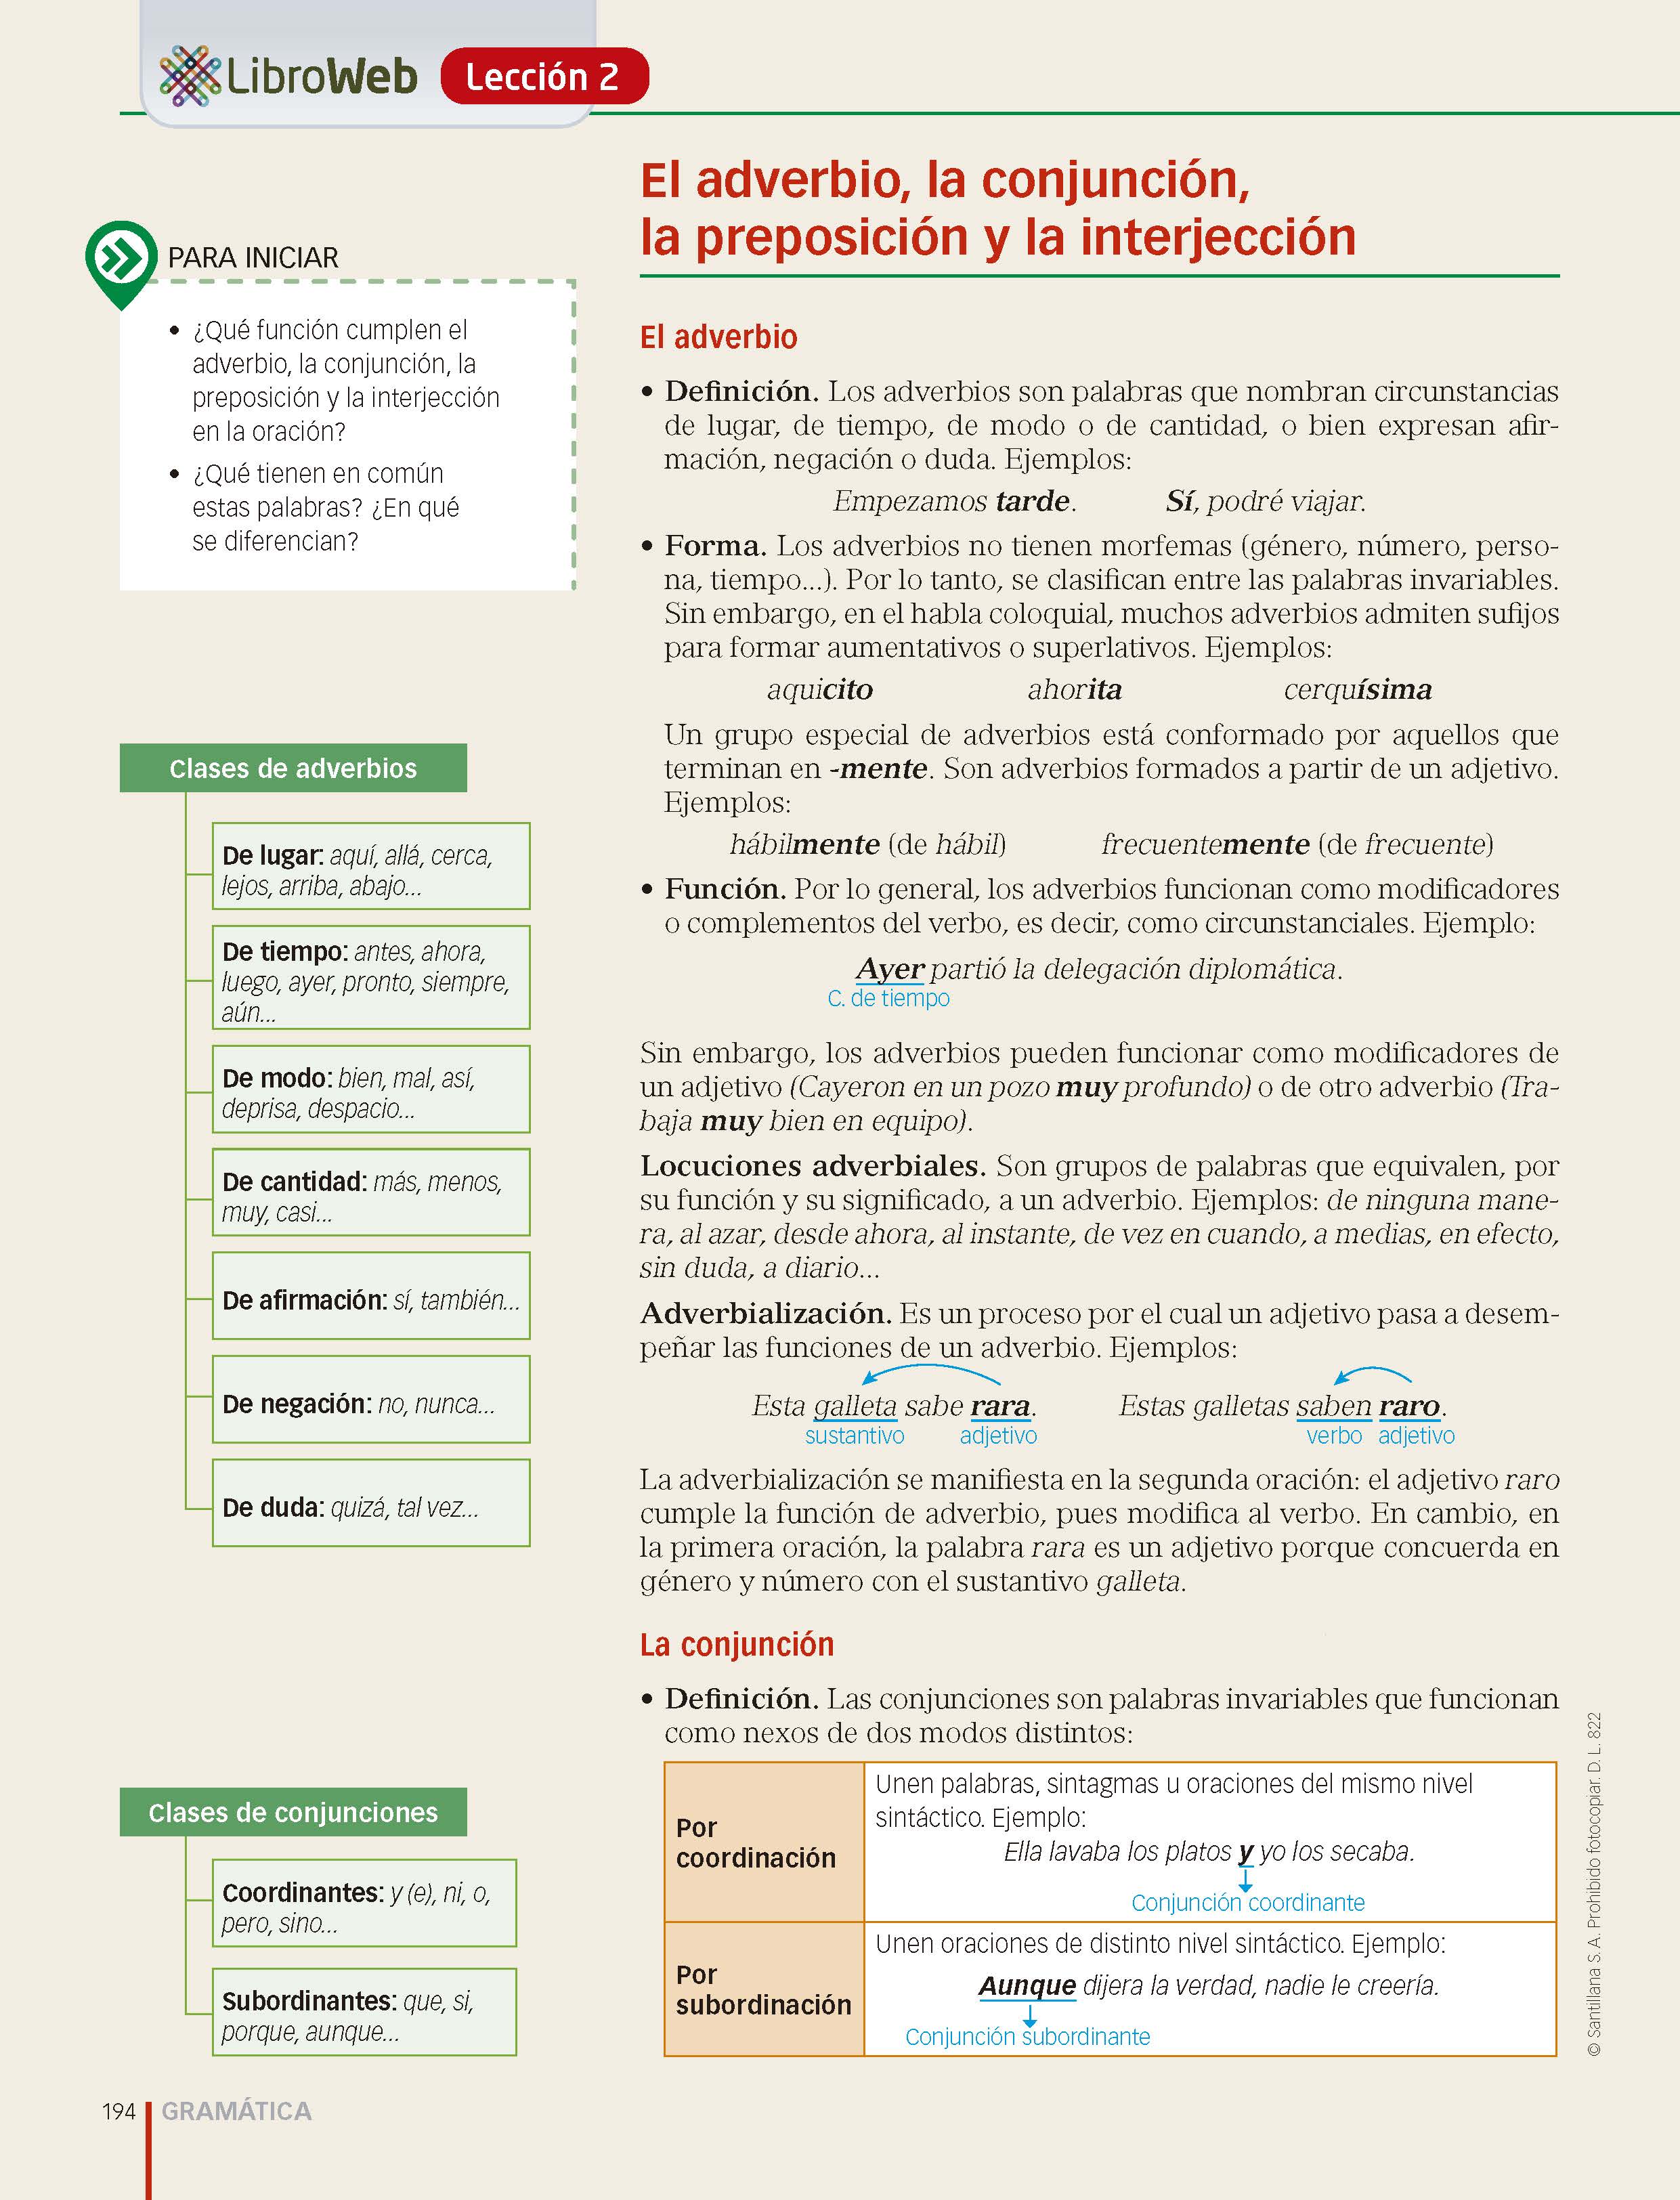 LibroWeb Lección 2
El adverbio, la conjunción,
la preposición y la interjección
PARA INICIAR
• ¿Qué función cumplen el
adverbio, la conjunción, la
preposición y la interjección
en la oración?
• ¿Qué tienen en común
estas palabras? ¿En qué
se diferencian?
Clases de adverbios
De lugar: aquí, allá, cerca,
lejos, arriba, abajo...
De tiempo: antes, ahora,
luego, ayer, pronto, siempre,
aún...
De modo: bien, mal, así,
deprisa, despacio...
De cantidad: más, menos,
muy, casi...
De afirmación: sí, también...
De negación: no, nunca...
De duda: quizá, tal vez...
Clases de conjunciones
Coordinantes: y (e), ni, o,
pero, sino...
Subordinantes: que, si,
porque, aunque...
El adverbio
• Definición. Los adverbios son palabras que nombran circunstancias
de lugar, de tiempo, de modo o de cantidad, o bien expresan afir-
mación, negación o duda. Ejemplos:
Empezamos tarde. Sí, podré viajar.
• Forma. Los adverbios no tienen morfemas (género, número, perso-
na, tiempo...). Por lo tanto, se clasifican entre las palabras invariables.
Sin embargo, en el habla coloquial, muchos adverbios admiten sufijos
para formar aumentativos o superlativos. Ejemplos:
aquicito ahorita cerquísima
Un grupo especial de adverbios está conformado por aquellos que
terminan en -mente. Son adverbios formados a partir de un adjetivo.
Ejemplos:
hábilmente (de hábil) frecuentemente (de frecuente)
• Función. Por lo general, los adverbios funcionan como modificadores
o complementos del verbo, es decir, como circunstanciales. Ejemplo:
Ayer partió la delegación diplomática.
C. de tiempo
Sin embargo, los adverbios pueden funcionar como modificadores de
un adjetivo (Cayeron en un pozo muy profundo) o de otro adverbio (Tra-
baja muy bien en equipo).
Locuciones adverbiales. Son grupos de palabras que equivalen, por
su función y su significado, a un adverbio. Ejemplos: de ninguna mane-
ra, al azar, desde ahora, al instante, de vez en cuando, a medias, en efecto,
sin duda, a diario...
Adverbialización. Es un proceso por el cual un adjetivo pasa a desem-
peñar las funciones de un adverbio. Ejemplos:
Esta galleta sabe rara. Estas galletas saben raro.
sustantivo adjetivo verbo adjetivo
La adverbialización se manifiesta en la segunda oración: el adjetivo raro
cumple la función de adverbio, pues modifica al verbo. En cambio, en
la primera oración, la palabra rara es un adjetivo porque concuerda en
género y número con el sustantivo galleta.
La conjunción
• Definición. Las conjunciones son palabras invariables que funcionan
como nexos de dos modos distintos:
Por
coordinación
Unen palabras, sintagmas u oraciones del mismo nivel
sintáctico. Ejemplo:
Ella lavaba los platos y yo los secaba.
Conjunción coordinante
Por
subordinación
Unen oraciones de distinto nivel sintáctico. Ejemplo:
Aunque dijera la verdad, nadie le creería.
Conjunción subordinante
© Santillana S. A. Prohibido fotocopiar. D. L. 822
194 GRAMÁTICA